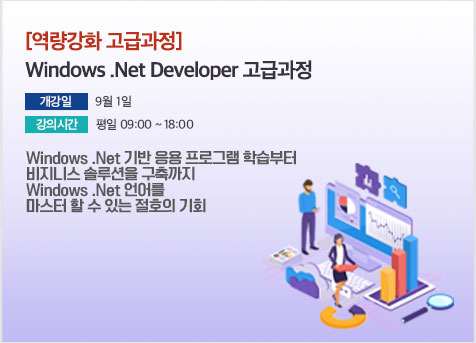 [역량강화 고급과정]
Windows .Net Developer 고급과정
개강일 9월 1일
강의시간 평일 09:00 ~ 18:00
Windows .Net 기반 응용 프로그램 학습부터
비지니스 솔루션을 구축까지
Windows .Net 언어를
마스터 할 수 있는 절호의 기회